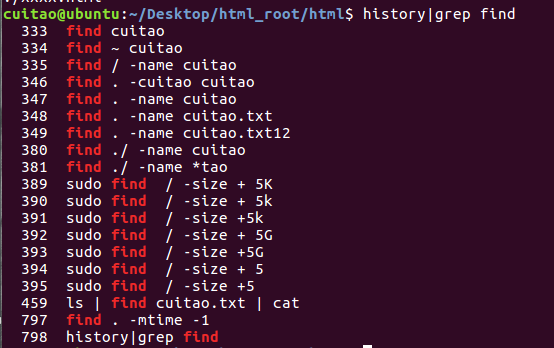 cuitao@ubuntu:~/Desktop/html_root/html$ history|grep find
333 find cuitao
334 find ~ cuitao
335 find / -name cuitao
346 find . -cuitao cuitao
347 find . -name cuitao
348 find . -name cuitao.txt
349 find . -name cuitao.txt12
380 find ./ -name cuitao
381 find ./ -name *tao
389 sudo find  / -size + 5K
390 sudo find  / -size + 5k
391 sudo find  / -size +5k
392 sudo find  / -size + 5G
393 sudo find  / -size +5G
394 sudo find  / -size + 5
395 sudo find  / -size +5
459 ls | find cuitao.txt | cat
797 find . -mtime -1
798 history|grep find